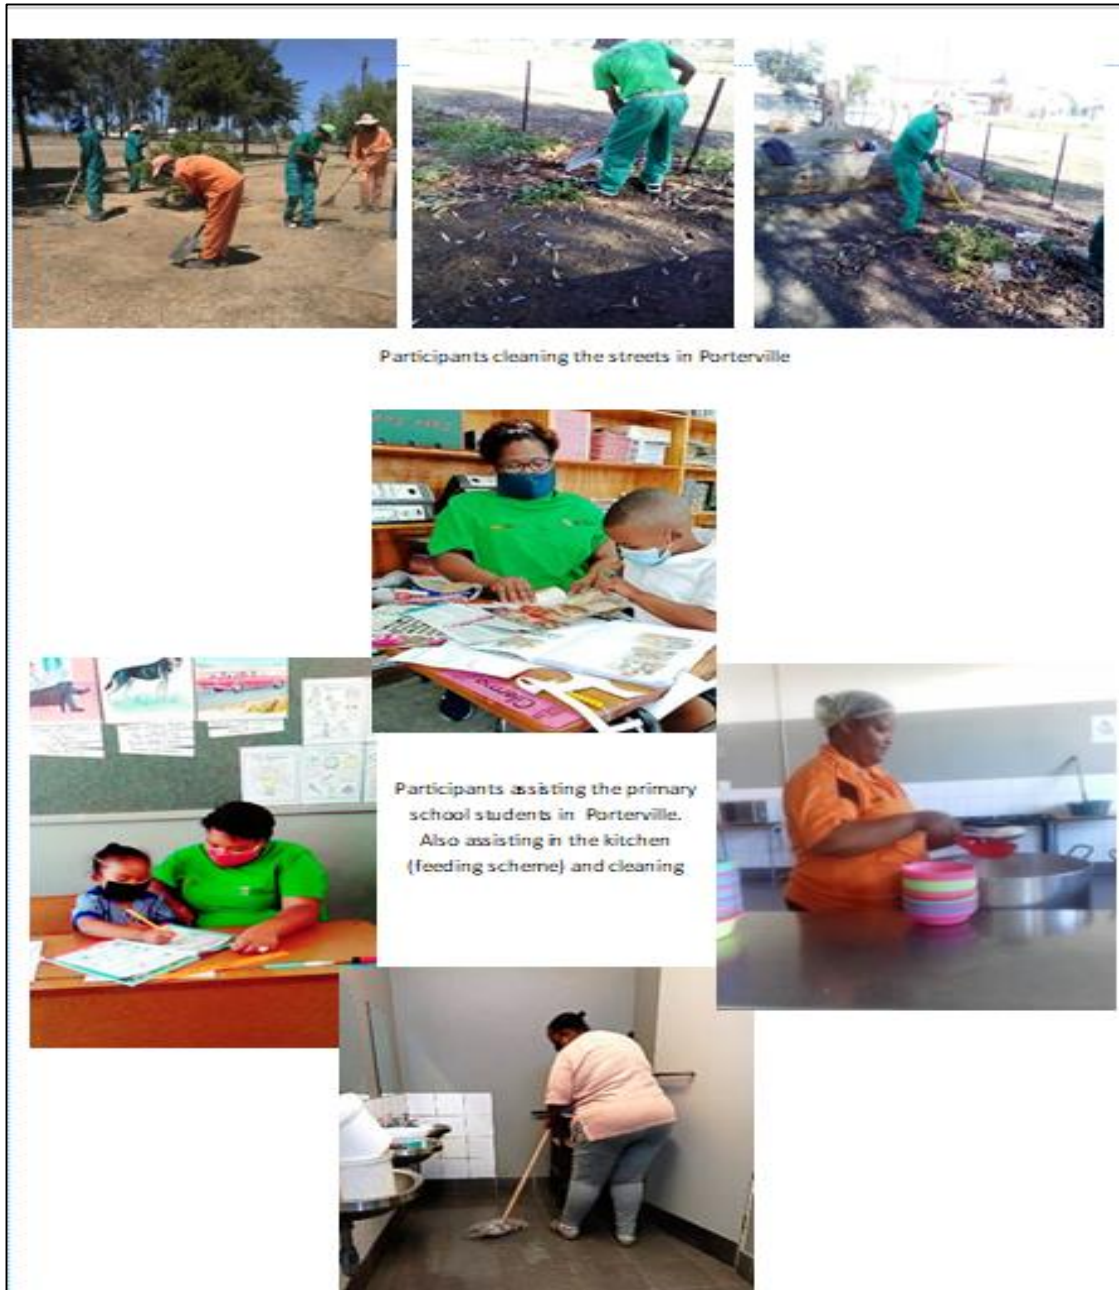 Participants cleaning the streets in Porterville
Participants assisting the primary
school students in Porterville.
Also assisting in the kitchen
(feeding scheme) and cleaning